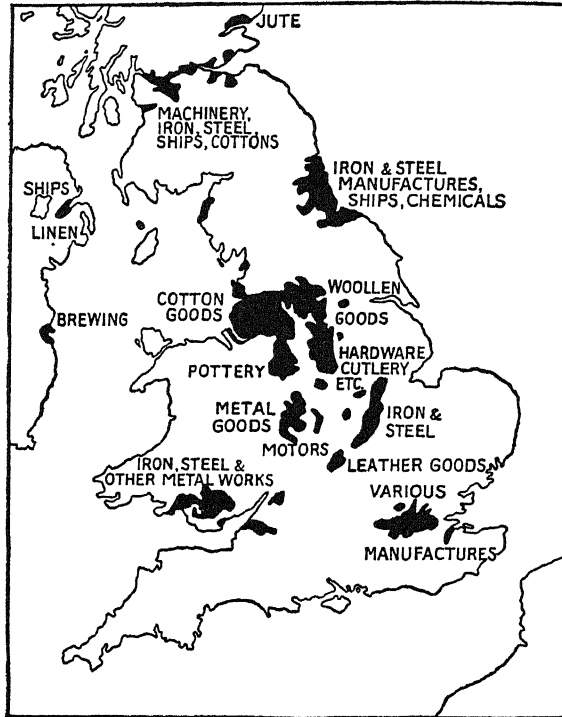 JUTE
MACHINERY,
IRON, STEEL,
SHIPS, COTTONS
IRON & STEEL
MANUFACTURES,
SHIPS, CHEMICALS
SHIPS
LINEN
BREWING
COTTON
GOODS
WOOLLEN
GOODS
POTTERY
HARDWARE
CUTLERY
ETC.
METAL
GOODS
MOTORS
IRON &
STEEL
LEATHER GOODS
IRON, STEEL &
OTHER METAL WORKS
VARIOUS
MANUFACTURES